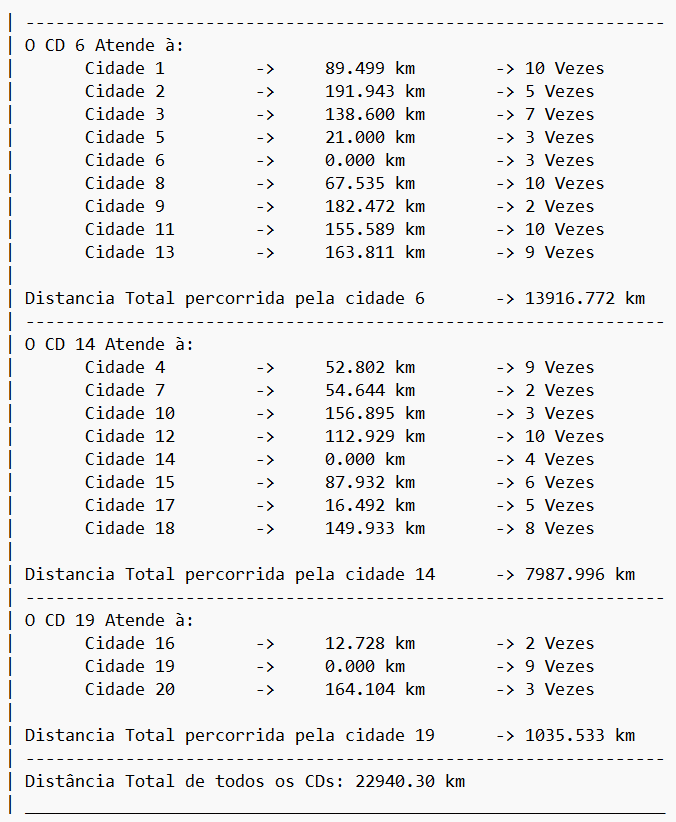 O CD 6 Atende à:
Cidade 1 -> 89.499 km -> 10 Vezes
Cidade 2 -> 191.943 km -> 5 Vezes
Cidade 3 -> 138.600 km -> 7 Vezes
Cidade 5 -> 21.000 km -> 3 Vezes
Cidade 6 -> 0.000 km -> 3 Vezes
Cidade 8 -> 67.535 km -> 10 Vezes
Cidade 9 -> 182.472 km -> 2 Vezes
Cidade 11 -> 155.589 km -> 10 Vezes
Cidade 13 -> 163.811 km -> 9 Vezes
Distancia Total percorrida pela cidade 6 -> 13916.772 km
O CD 14 Atende à:
Cidade 4 -> 52.802 km -> 9 Vezes
Cidade 7 -> 54.644 km -> 2 Vezes
Cidade 10 -> 156.895 km -> 3 Vezes
Cidade 12 -> 112.929 km -> 10 Vezes
Cidade 14 -> 0.000 km -> 4 Vezes
Cidade 15 -> 87.932 km -> 6 Vezes
Cidade 17 -> 16.492 km -> 5 Vezes
Cidade 18 -> 149.933 km -> 8 Vezes
Distancia Total percorrida pela cidade 14 -> 7987.996 km
O CD 19 Atende à:
Cidade 16 -> 12.728 km -> 2 Vezes
Cidade 19 -> 0.000 km -> 9 Vezes
Cidade 20 -> 164.104 km -> 3 Vezes
Distancia Total percorrida pela cidade 19 -> 1035.533 km
Distância Total de todos os CDs: 22940.30 km